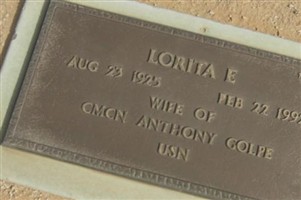 LORITA E
AUG 23 1925 FEB 22 1992
WIFE OF
CMCN ANTHONY GOLPE
USN